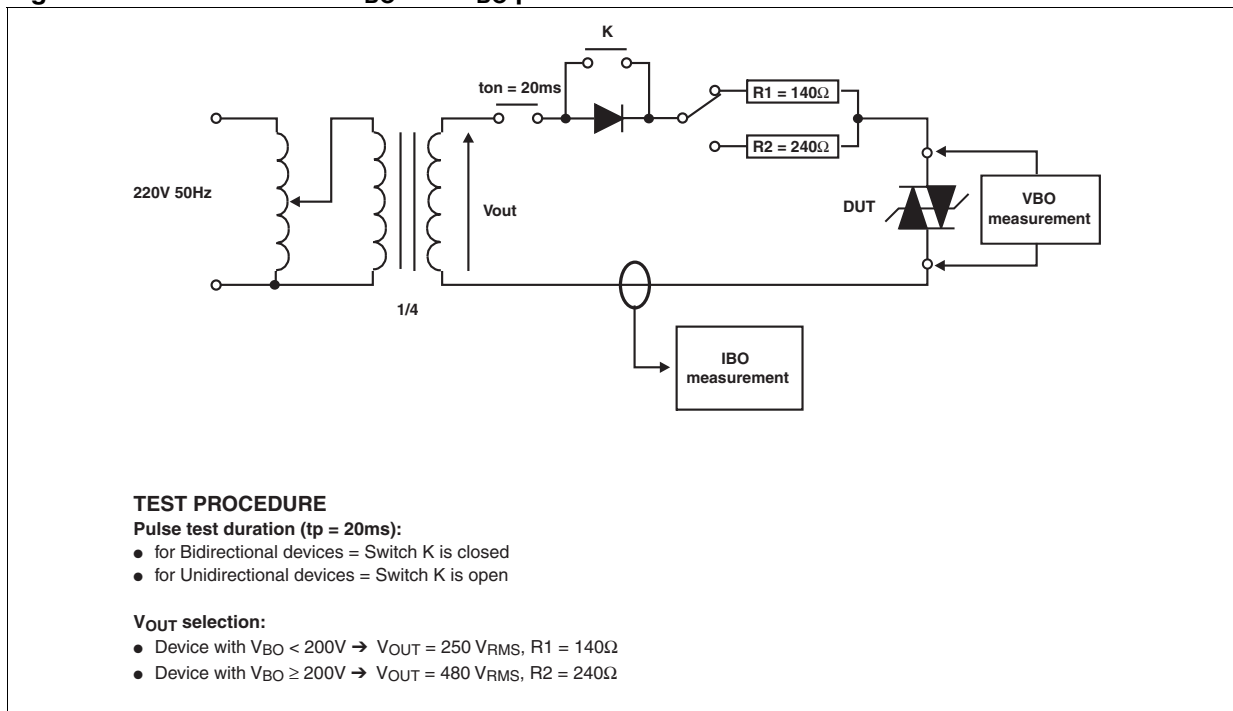 K
ton = 20ms
R1 = 140Ω
R2 = 240Ω
220V 50Hz
Vout
DUT
VBO
measurement
1/4
IBO
measurement
TEST PROCEDURE
Pulse test duration (tp = 20ms):
● for Bidirectional devices = Switch K is closed
● for Unidirectional devices = Switch K is open
VOUT selection:
● Device with VBO < 200V ➔ VOUT = 250 VRMS, R1 = 140Ω
● Device with VBO ≥ 200V ➔ VOUT = 480 VRMS, R2 = 240Ω